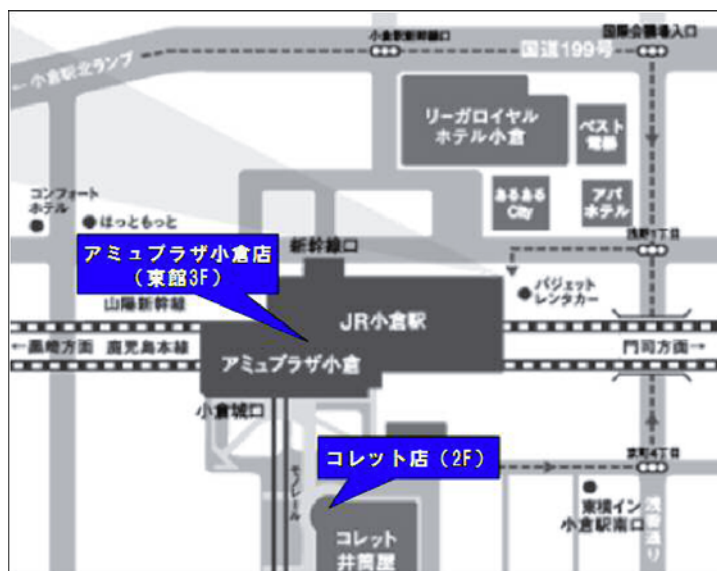 小倉駅新幹線口
国際会議場入口
国道199号
←小倉駅北ランプ
リーガロイヤル
ホテル小倉
ベスト
電器
あるある
City
アパ
ホテル
コンフォート
ホテル
ほっともっと
新幹線口
浅野1丁目
アミュプラザ小倉店
(東館3F)
バジェット
レンタカー
山陽新幹線
JR小倉駅
←黒崎方面 鹿児島本線
門司方面→
アミュプラザ小倉
小倉城口
モノレール
コレット店(2F)
京町4丁目
東横イン
小倉駅南口
浅香通り
コレット
井筒屋